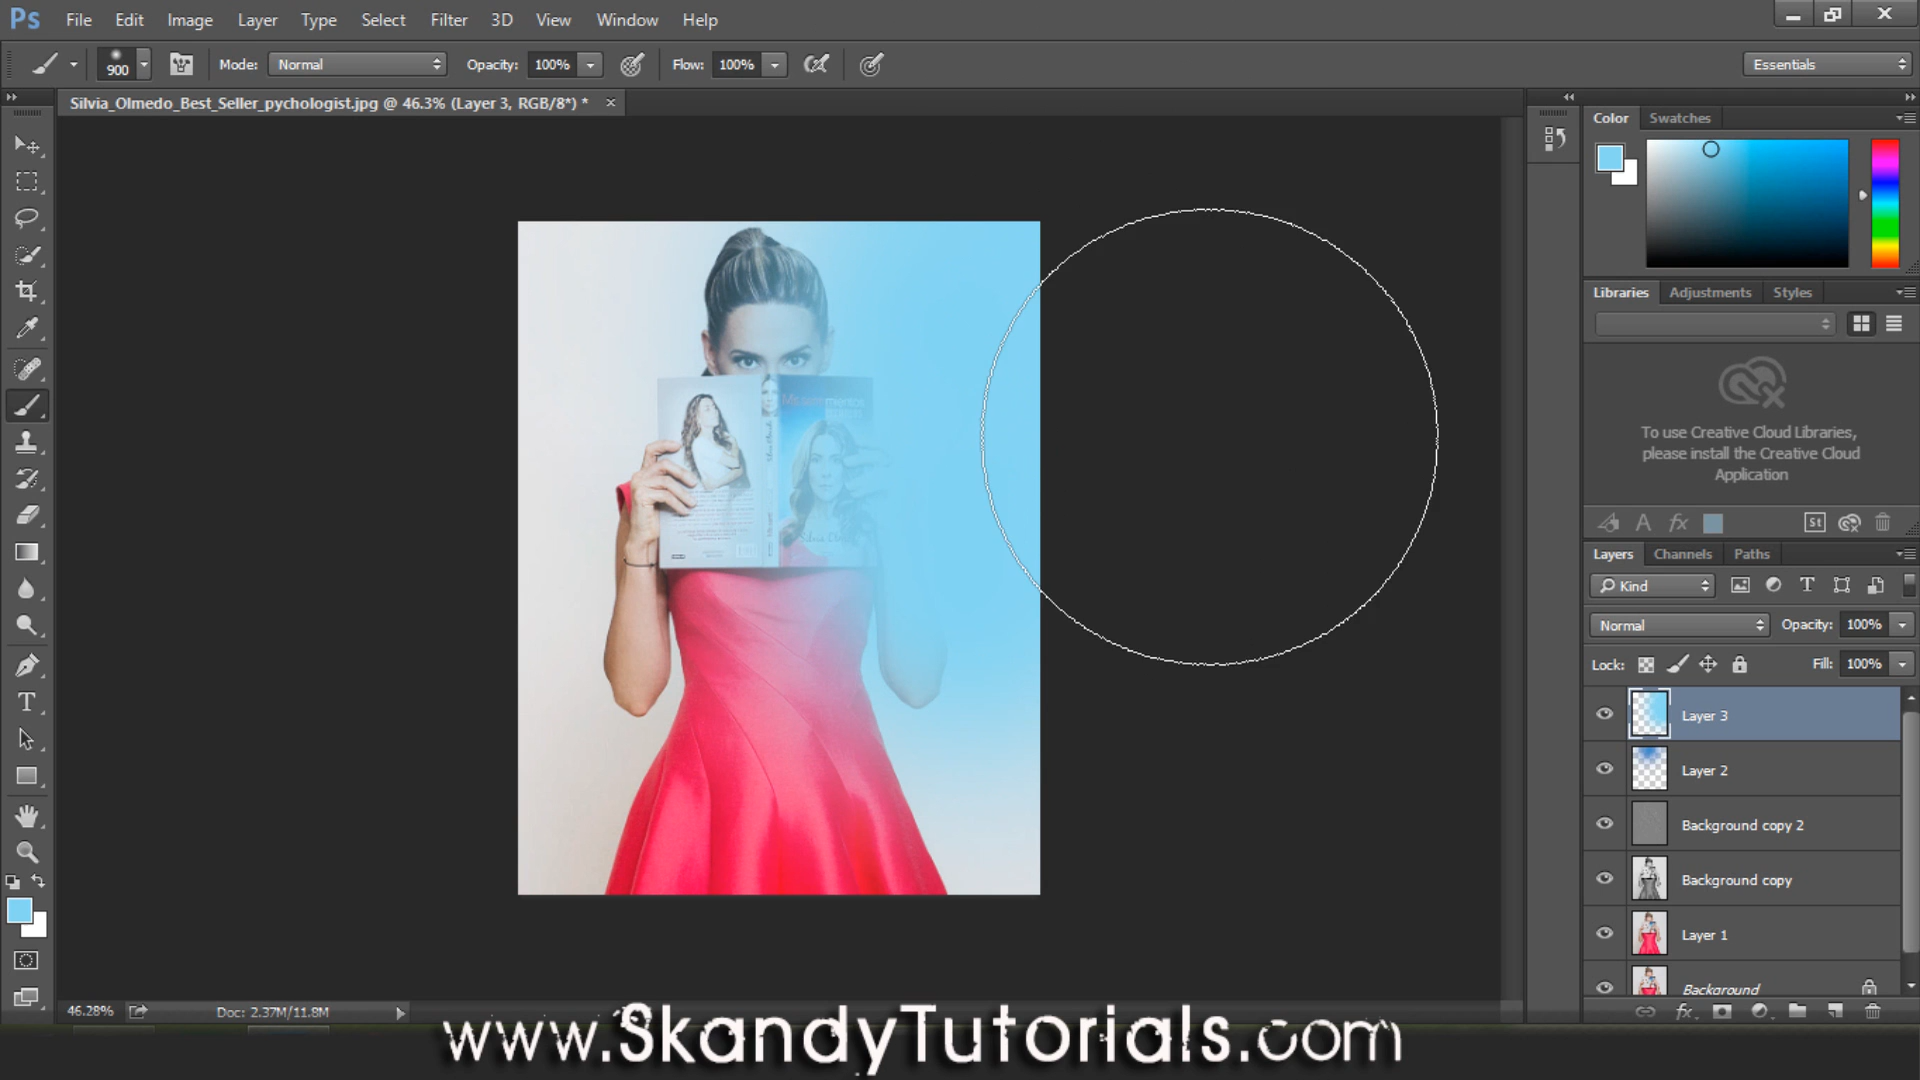 Ps File Edit Image Layer Type Select Filter 3D View Window Help
900 Mode: Normal Opacity: 100% Flow: 100% Essentials
Silvia_Olmedo_Best_Seller_pychologist.jpg @ 46.3% (Layer 3, RGB/8*) * ×
Color Swatches
Libraries Adjustments Styles
To use Creative Cloud Libraries,
please install the Creative Cloud
Application
A fx St
Layers Channels Paths
Kind T
Normal Opacity: 100%
Lock: Fill: 100%
Layer 3
Layer 2
Background copy 2
Background copy
Layer 1
Background
T
fx
46.28% Doc: 2.37M/11.8M
www.SkandyTutorials.com